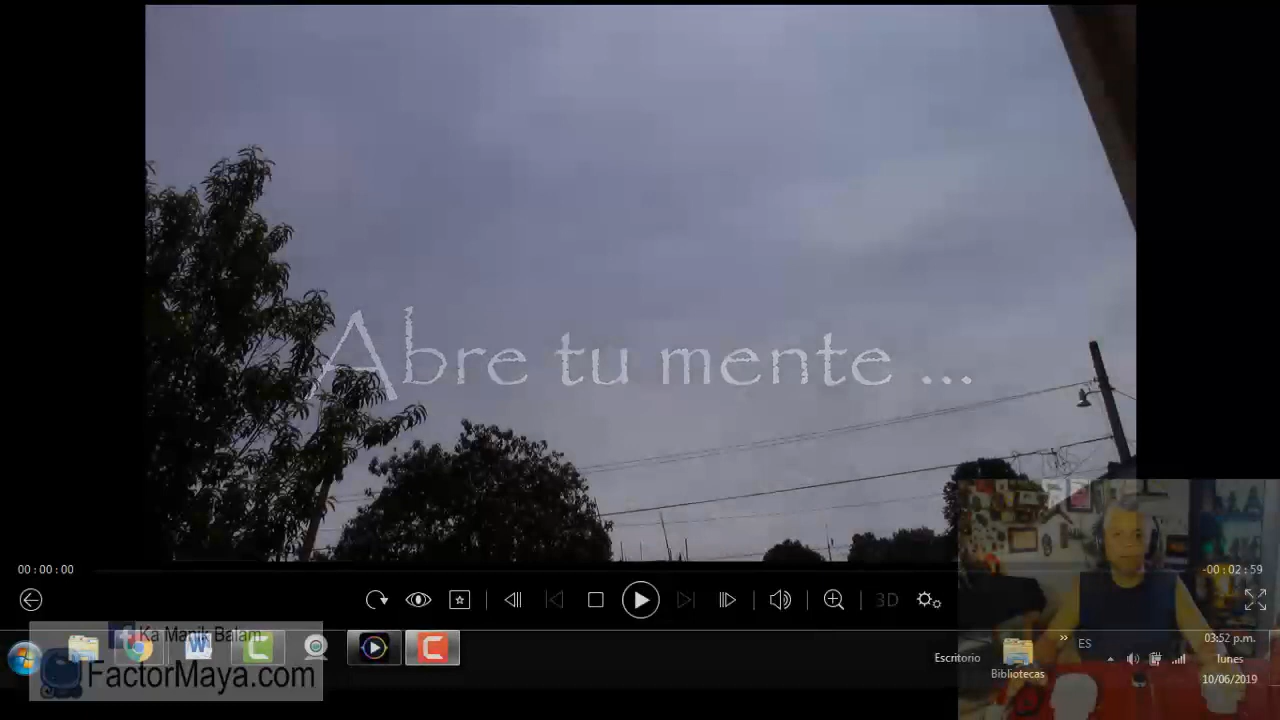 Abre tu mente ...
00:00:00
-00:02:59
3D
Ka Manik Balam
FactorMaya.com
Escritorio
Bibliotecas
»
ES
03:52 p.m.
lunes
10/06/2019